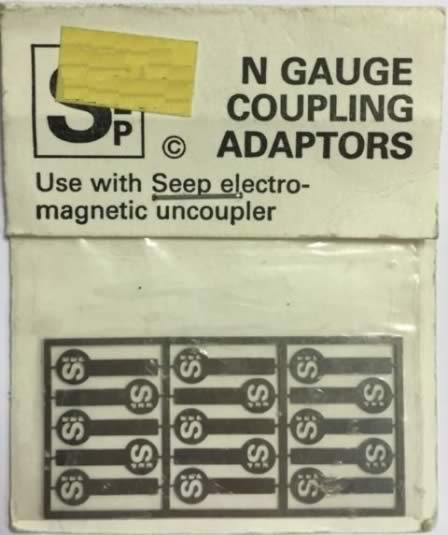 S
P
N GAUGE
COUPLING
© ADAPTORS
Use with Seep electro-
magnetic uncoupler